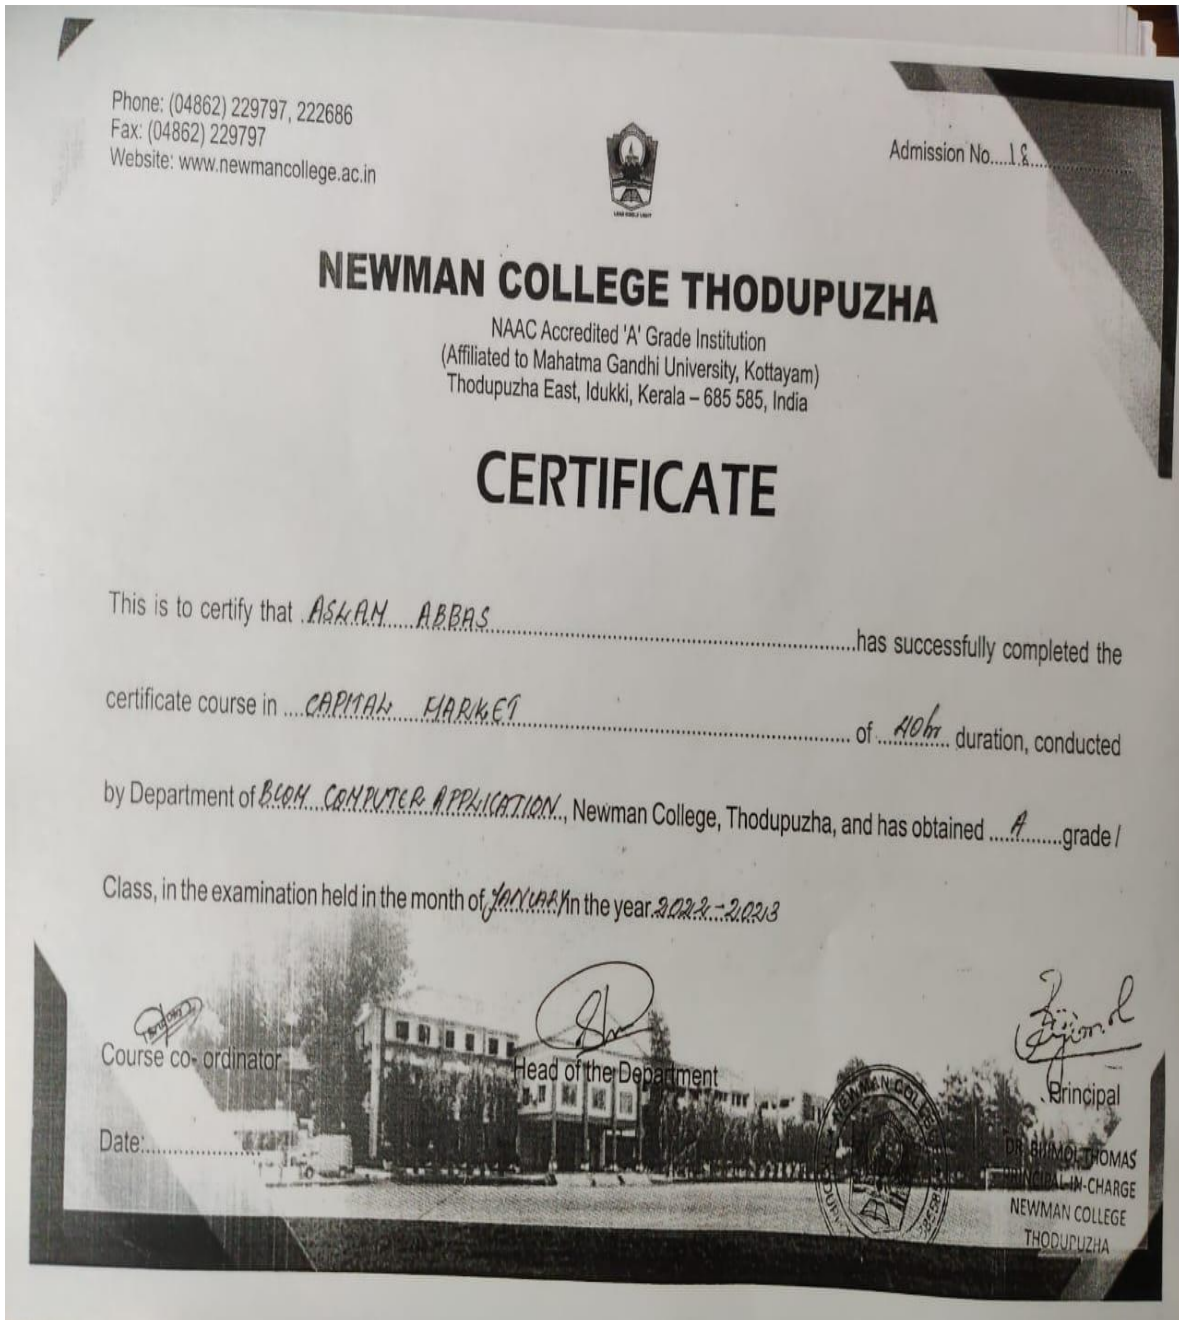 Phone: (04862) 229797, 222686
Fax: (04862) 229797
Website: www.newmancollege.ac.in
Admission No....18
LEAD KINDLY LIGHT
NEWMAN COLLEGE THODUPUZHA
NAAC Accredited 'A' Grade Institution
(Affiliated to Mahatma Gandhi University, Kottayam)
Thodupuzha East, Idukki, Kerala – 685 585, India
CERTIFICATE
This is to certify that ASLAM ABBAS has successfully completed the
certificate course in CAPITAL MARKET of 40hr duration, conducted
by Department of BCOM COMPUTER APPLICATION, Newman College, Thodupuzha, and has obtained A grade /
Class, in the examination held in the month of JANUARY in the year 2022-2023
Course co- ordinator
Head of the Department
Principal
Date:
NEWMAN COLLEGE
DR. BIJIMOL THOMAS
PRINCIPAL-IN-CHARGE
NEWMAN COLLEGE
THODUPUZHA